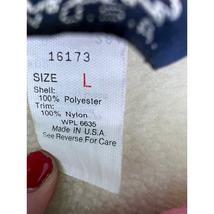 16173
SIZE L
Shell:
100% Polyester
Trim:
100% Nylon
WPL 6635
Made in U.S.A
See Reverse For Care